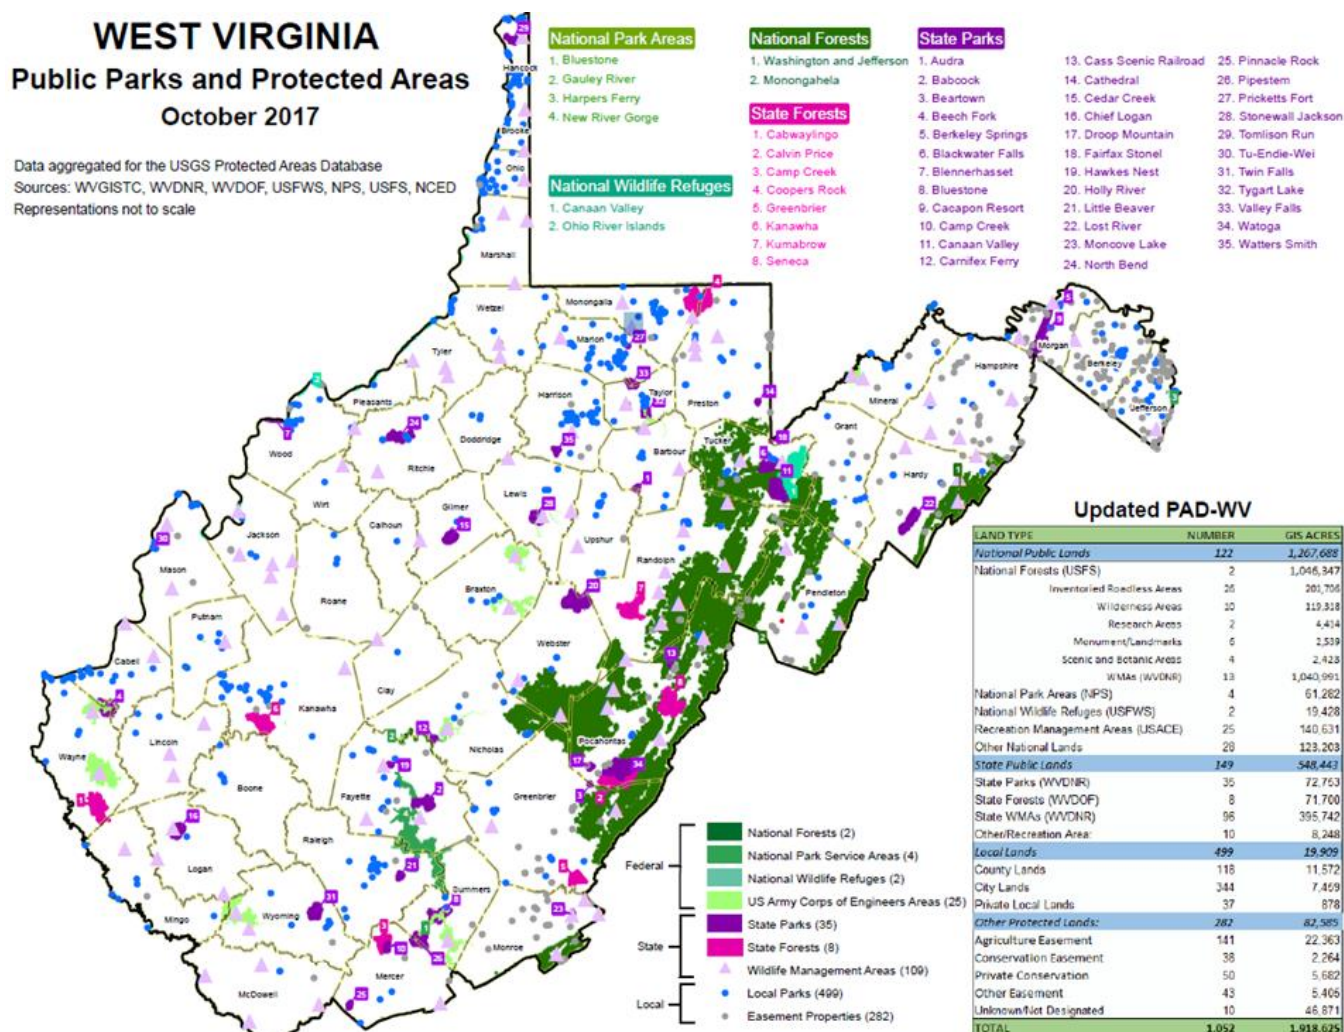 WEST VIRGINIA
Public Parks and Protected Areas
October 2017
Data aggregated for the USGS Protected Areas Database
Sources: WVGISTC, WVDNR, WVDOF, USFWS, NPS, USFS, NCED
Representations not to scale
National Park Areas
1. Bluestone
2. Gauley River
3. Harpers Ferry
4. New River Gorge
National Wildlife Refuges
1. Canaan Valley
2. Ohio River Islands
National Forests
1. Washington and Jefferson
2. Monongahela
State Forests
1. Cabwaylingo
2. Calvin Price
3. Camp Creek
4. Coopers Rock
5. Greenbrier
6. Kanawha
7. Kumabrow
8. Seneca
State Parks
1. Audra
2. Babcock
3. Beartown
4. Beech Fork
5. Berkeley Springs
6. Blackwater Falls
7. Blennerhasset
8. Bluestone
9. Cacapon Resort
10. Camp Creek
11. Canaan Valley
12. Carnifex Ferry
13. Cass Scenic Railroad
14. Cathedral
15. Cedar Creek
16. Chief Logan
17. Droop Mountain
18. Fairfax Stonel
19. Hawkes Nest
20. Holly River
21. Little Beaver
22. Lost River
23. Moncove Lake
24. North Bend
25. Pinnacle Rock
26. Pipestem
27. Pricketts Fort
28. Stonewall Jackson
29. Tomlison Run
30. Tu-Endie-Wei
31. Twin Falls
32. Tygart Lake
33. Valley Falls
34. Watoga
35. Watters Smith
Hancock
Brooke
Ohio
Marshall
Wetzel
Monongalia
Marion
Tyler
Pleasants
Harrison
Taylor
Preston
Doddridge
Wood
Ritchie
Barbour
Tucker
Grant
Mineral
Hampshire
Morgan
Berkeley
Jefferson
Hardy
Wirt
Lewis
Gilmer
Calhoun
Jackson
Upshur
Randolph
Mason
Roane
Braxton
Pendleton
Putnam
Webster
Cabell
Clay
Kanawha
Lincoln
Nicholas
Pocahontas
Wayne
Boone
Fayette
Greenbrier
Raleigh
Logan
Summers
Mingo
Wyoming
Monroe
Mercer
McDowell
Federal
National Forests (2)
National Park Service Areas (4)
National Wildlife Refuges (2)
US Army Corps of Engineers Areas (25)
State
State Parks (35)
State Forests (8)
Wildlife Management Areas (109)
Local
Local Parks (499)
Easement Properties (282)
Updated PAD-WV
LAND TYPE NUMBER GIS ACRES
National Public Lands 122 1,267,688
National Forests (USFS) 2 1,046,347
Inventoried Roadless Areas 26
Wilderness Areas 10
Research Areas 2 4,414
Monument/Landmarks 6
Scenic and Botanic Areas 4 2,423
WMAs (WVDNR) 13 1,040,991
National Park Areas (NPS) 4 61,282
National Wildlife Refuges (USFWS) 2 19,428
Recreation Management Areas (USACE) 25 140,631
Other National Lands 28 123,203
State Public Lands 149 548,443
State Parks (WVDNR) 35 72,753
State Forests (WVDOF) 8 71,700
State WMAs (WVDNR) 96 395,742
Other/Recreation Area: 10 8,248
Local Lands 499 19,909
County Lands 118 11,572
City Lands 344 7,459
Private Local Lands 37 878
Other Protected Lands: 282 82,585
Agriculture Easement 141 22,363
Conservation Easement 38 2,264
Private Conservation 50 5,682
Other Easement 43 5,405
Unknown/Not Designated 10 46,871
TOTAL 1,052